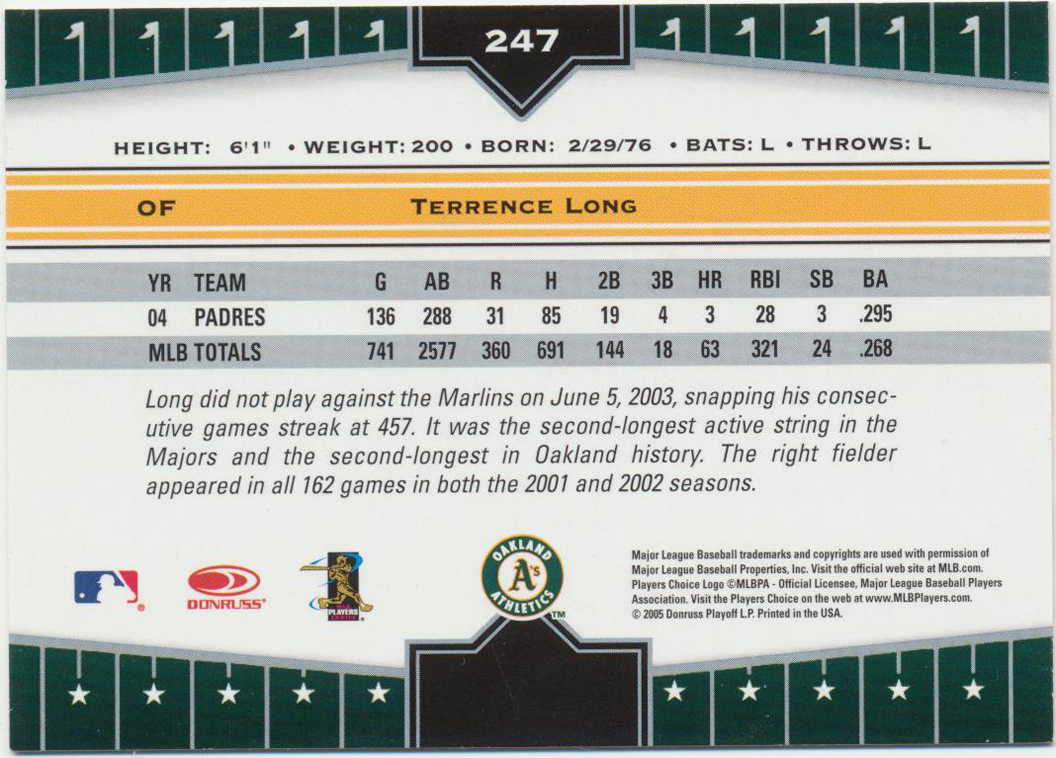 247
HEIGHT: 6'1" • WEIGHT: 200 • BORN: 2/29/76 • BATS: L • THROWS: L
OF TERRENCE LONG
YR TEAM G AB R H 2B 3B HR RBI SB BA
04 PADRES 136 288 31 85 19 4 3 28 3 .295
MLB TOTALS 741 2577 360 691 144 18 63 321 24 .268
Long did not play against the Marlins on June 5, 2003, snapping his consec-
utive games streak at 457. It was the second-longest active string in the
Majors and the second-longest in Oakland history. The right fielder
appeared in all 162 games in both the 2001 and 2002 seasons.
DONRUSS®
PLAYERS
OAKLAND
A's
ATHLETICS
TM
Major League Baseball trademarks and copyrights are used with permission of
Major League Baseball Properties, Inc. Visit the official web site at MLB.com.
Players Choice Logo ©MLBPA - Official Licensee, Major League Baseball Players
Association. Visit the Players Choice on the web at www.MLBPlayers.com.
© 2005 Donruss Playoff L.P. Printed in the USA.